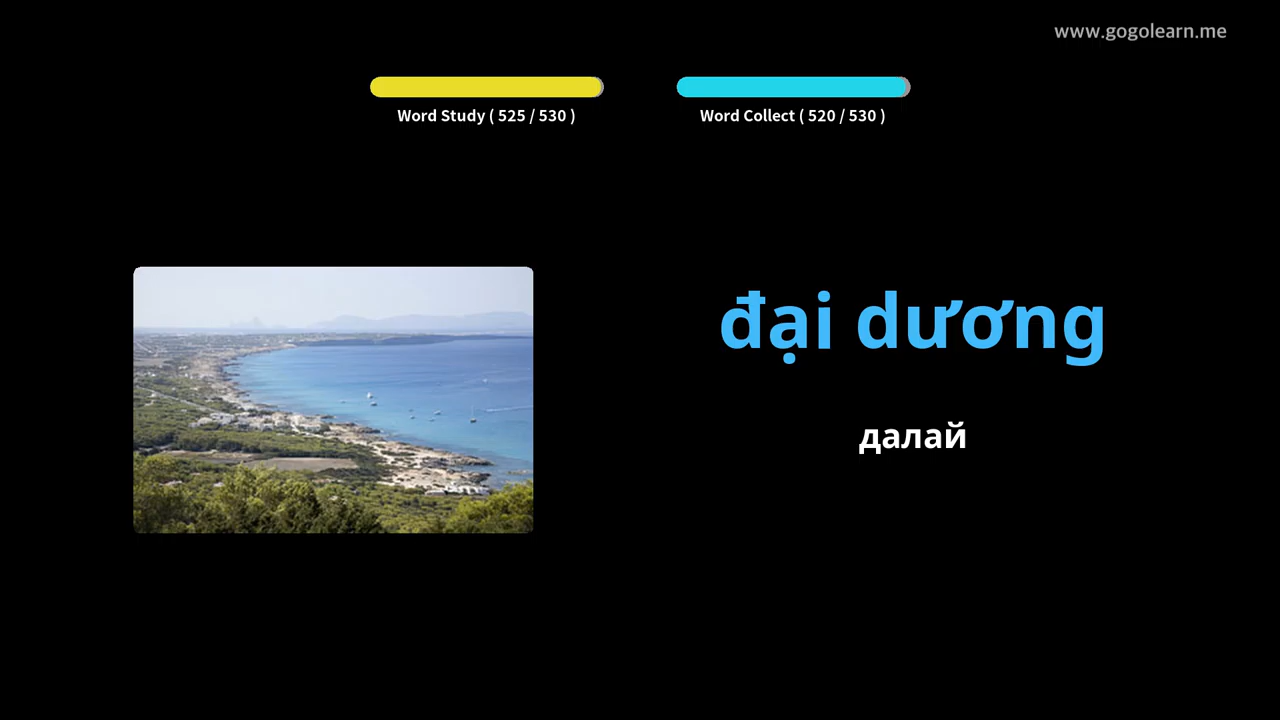 www.gogolearn.me
Word Study ( 525 / 530 )
Word Collect ( 520 / 530 )
đại dương
далай